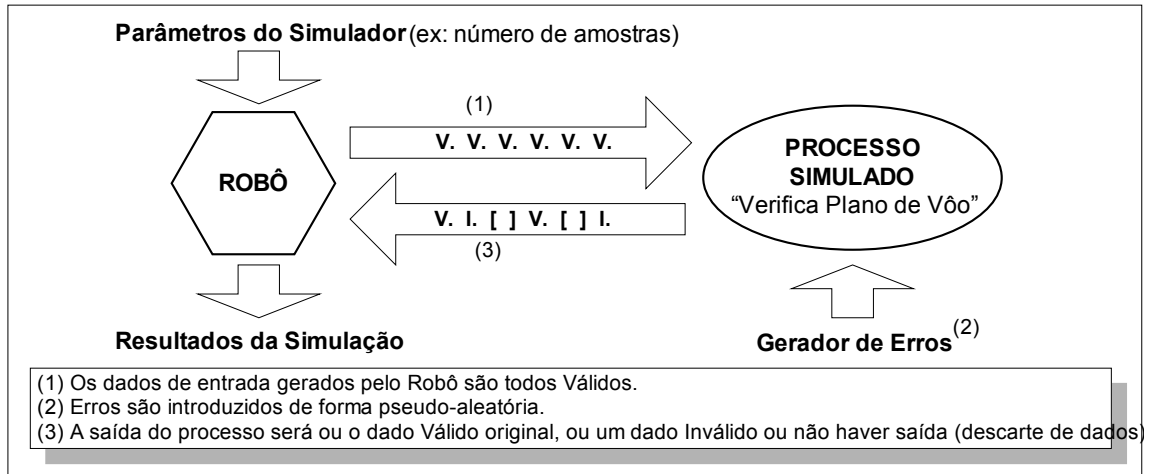 Parâmetros do Simulador (ex: número de amostras)
(1)
V. V. V. V. V. V.
ROBÔ
PROCESSO
SIMULADO
“Verifica Plano de Vôo”
V. I. [ ] V. [ ] I.
(3)
Resultados da Simulação
Gerador de Erros (2)
(1) Os dados de entrada gerados pelo Robô são todos Válidos.
(2) Erros são introduzidos de forma pseudo-aleatória.
(3) A saída do processo será ou o dado Válido original, ou um dado Inválido ou não haver saída (descarte de dados)